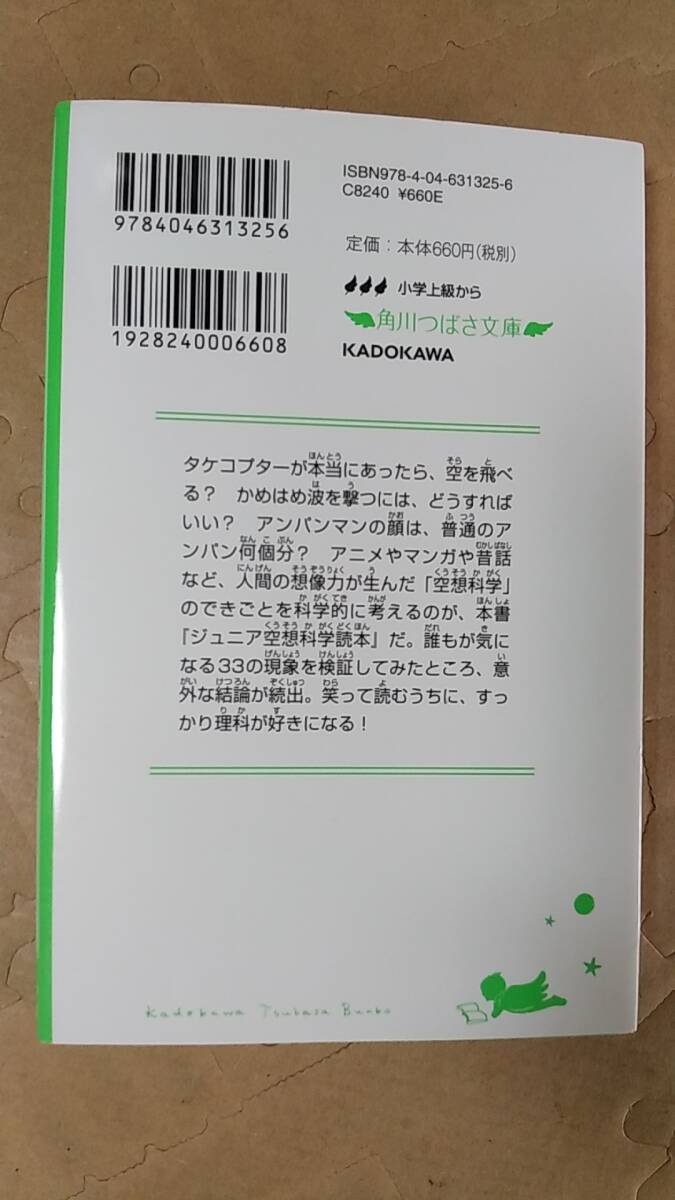 9784046313256
ISBN978-4-04-631325-6
C8240 ¥660E
定価：本体660円(税別)
1928240006608
小学上級から
角川つばさ文庫
KADOKAWA
タケコプターが本当にあったら、空を飛べ
る？　かめはめ波を撃つには、どうすれば
いい？　アンパンマンの顔は、普通のア
ンパン何個分？　アニメやマンガや昔話
など、人間の想像力が生んだ「空想科学」
のできごとを科学的に考えるのが、本書
『ジュニア空想科学読本』だ。誰もが気に
なる33の現象を検証してみたところ、意
外な結論が続出。笑って読むうちに、すっ
かり理科が好きになる！
Kadokawa Tsubasa Bunko